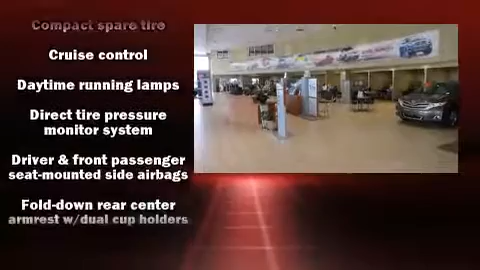 Compact spare tire
Cruise control
Daytime running lamps
Direct tire pressure
monitor system
Driver & front passenger
seat-mounted side airbags
Fold-down rear center
armrest w/dual cup holders